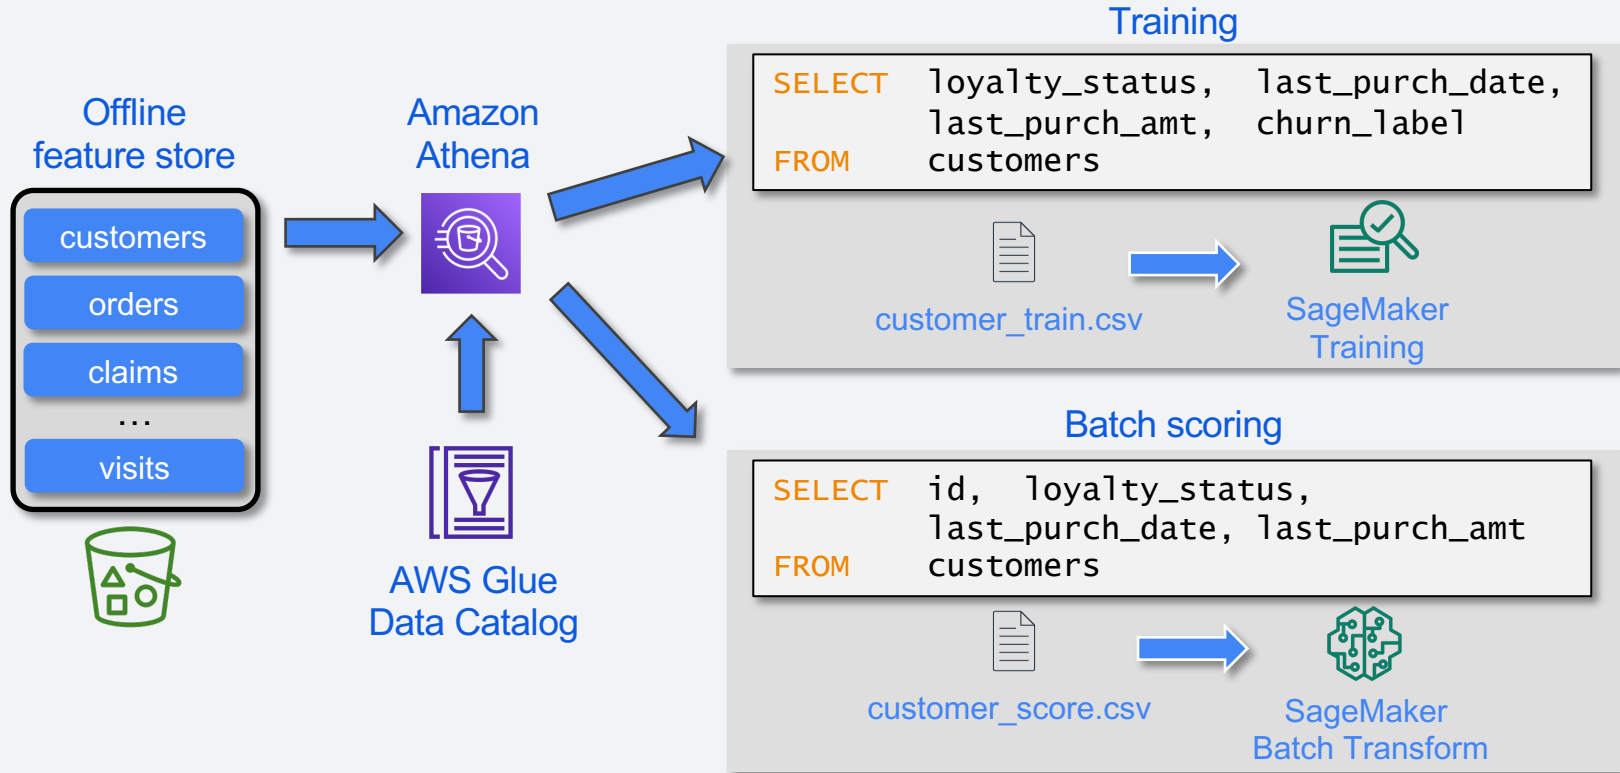 Offline
feature store
customers
orders
claims
...
visits
Amazon
Athena
AWS Glue
Data Catalog
Training
SELECT loyalty_status, last_purch_date,
last_purch_amt, churn_label
FROM customers
customer_train.csv
SageMaker
Training
Batch scoring
SELECT id, loyalty_status,
last_purch_date, last_purch_amt
FROM customers
customer_score.csv
SageMaker
Batch Transform